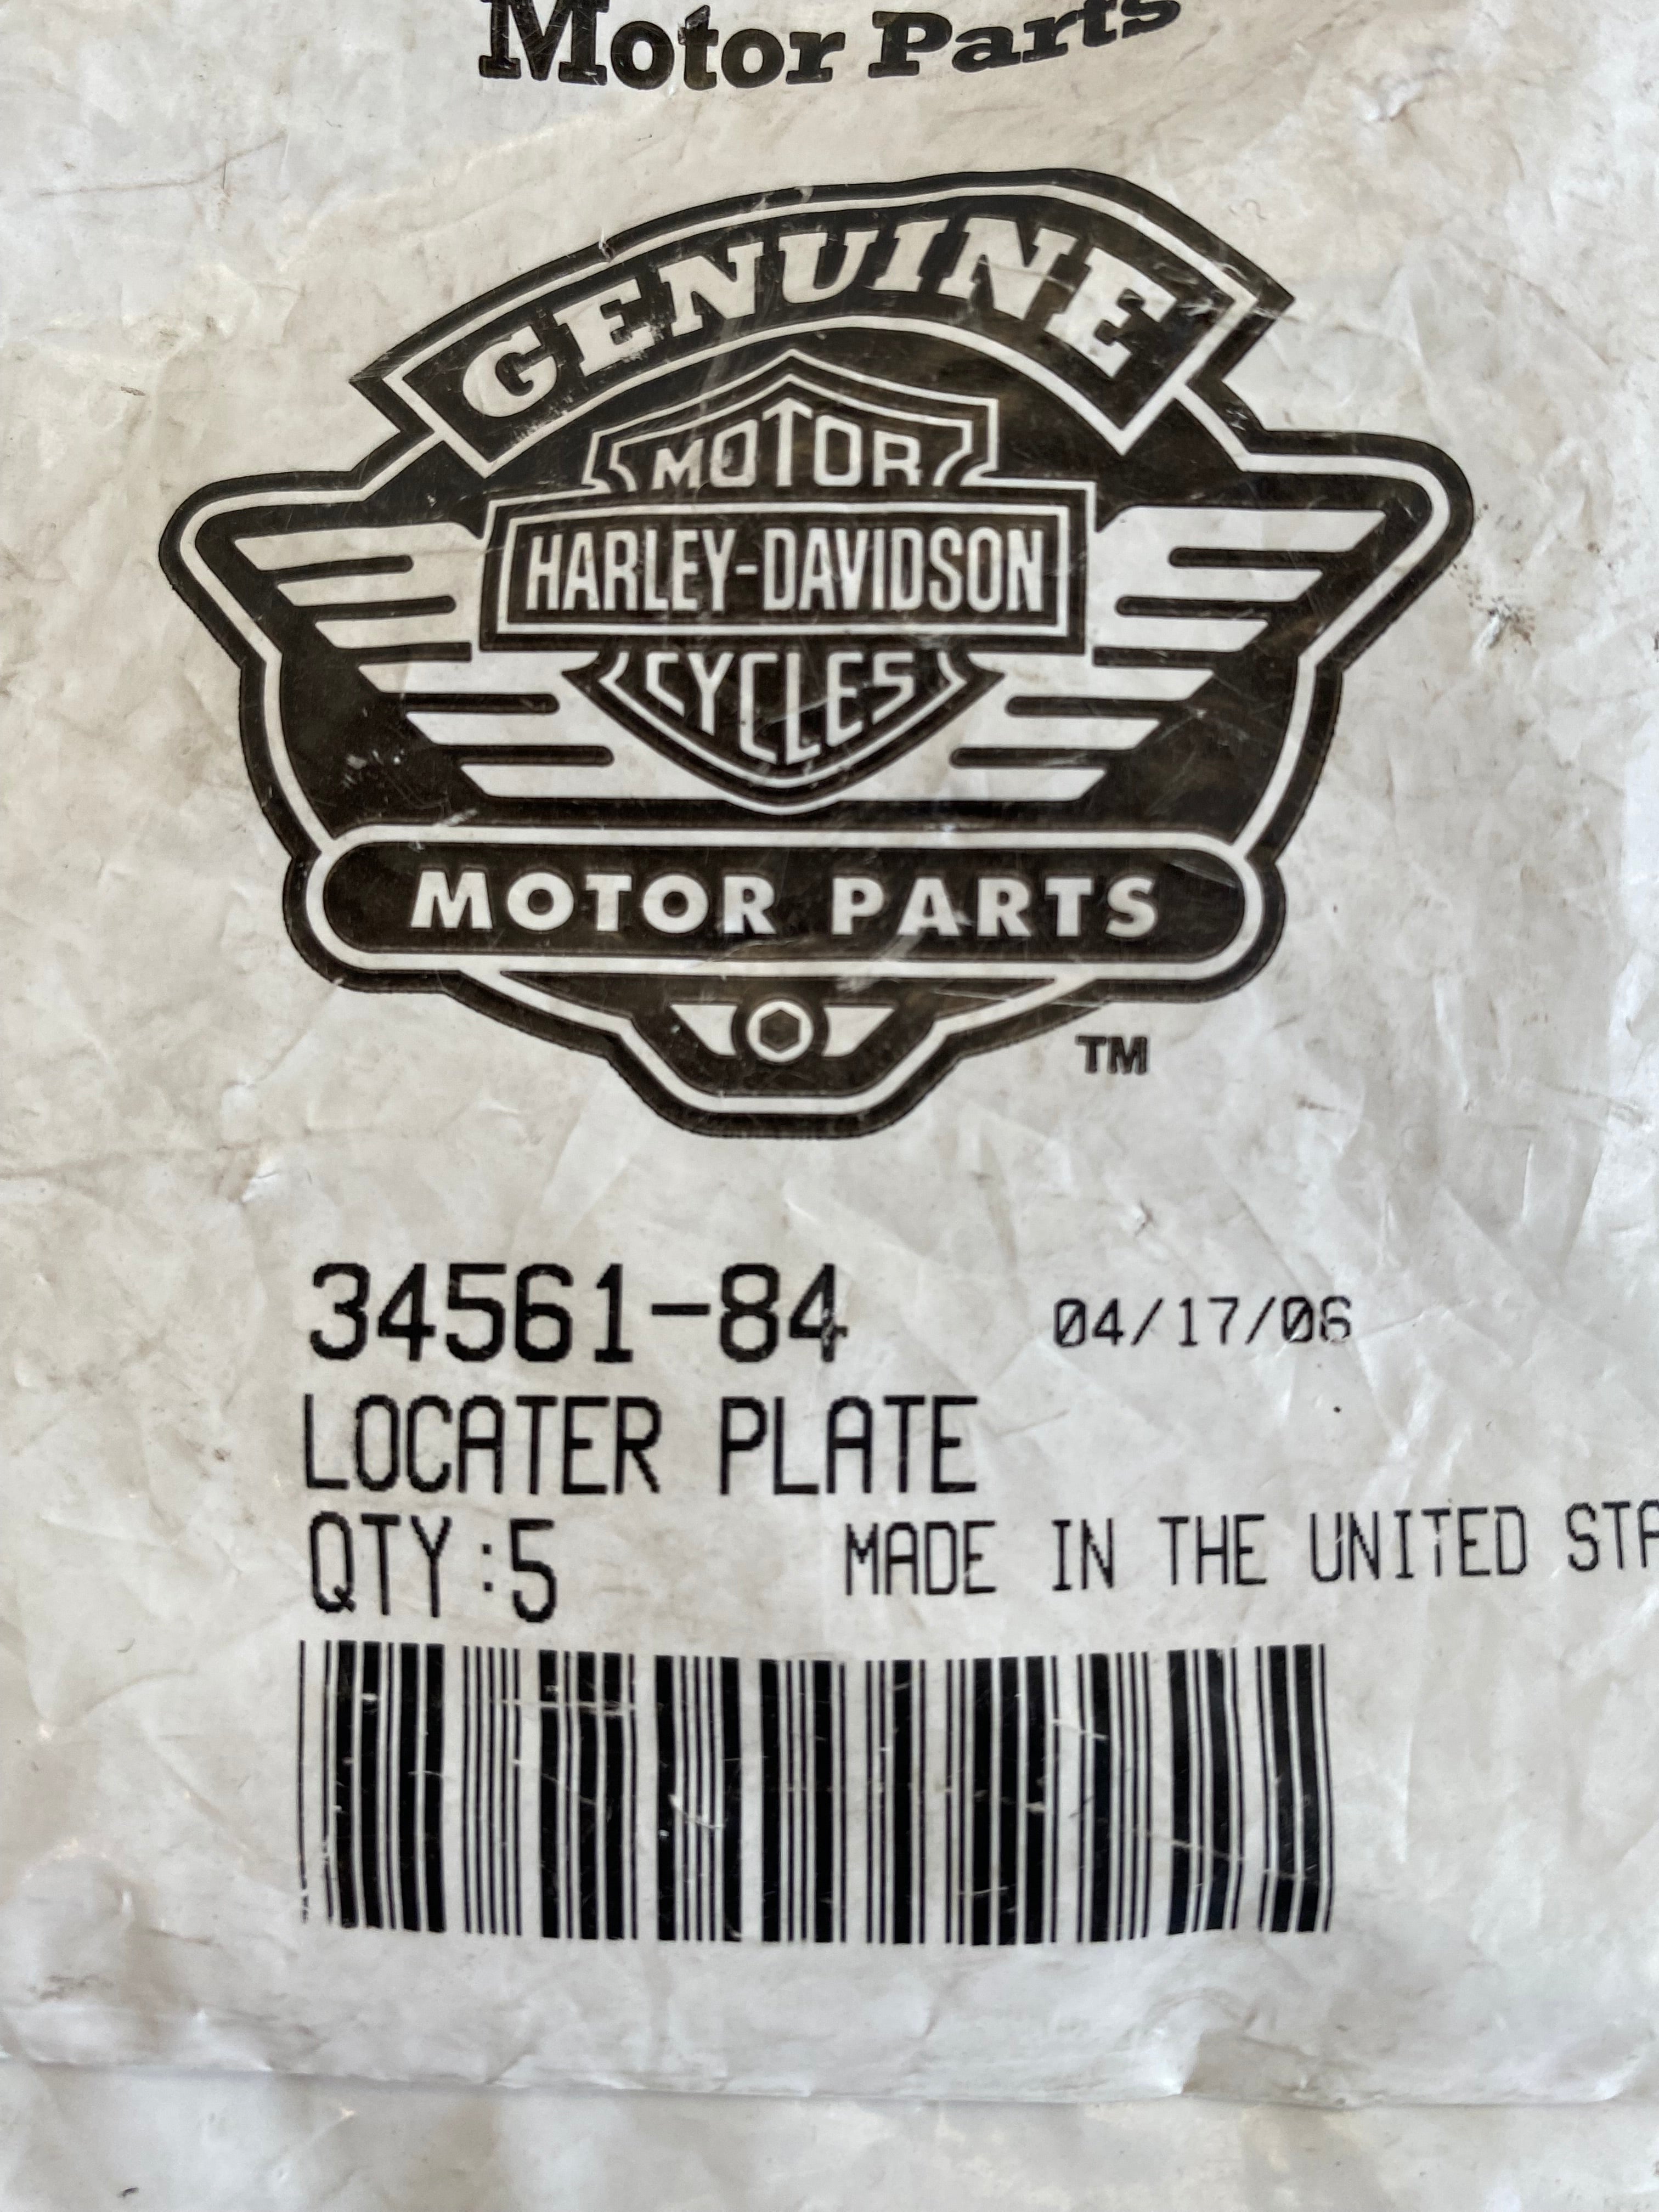 Motor Parts
GENUINE
MOTOR
HARLEY-DAVIDSON
CYCLES
MOTOR PARTS
TM
34561-84 04/17/06
LOCATER PLATE
QTY:5 MADE IN THE UNITED STA